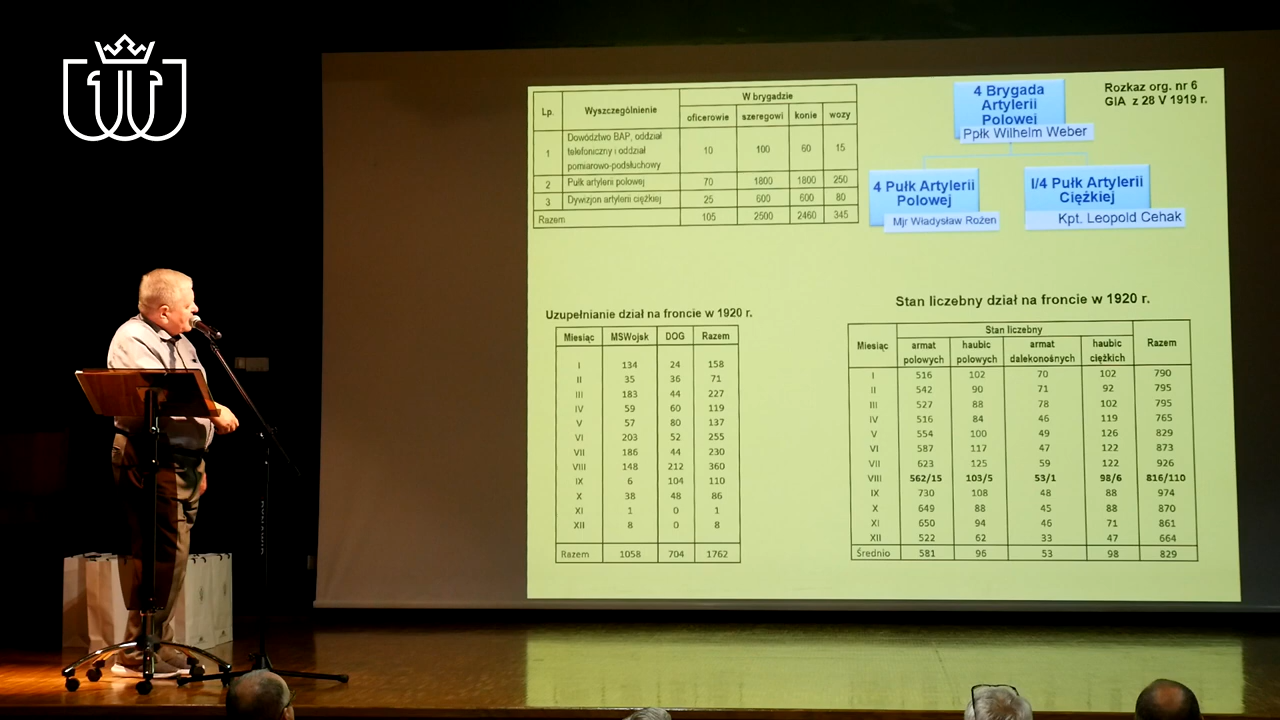 Lp. Wyszczególnienie W brygadzie
oficerowie szeregowi konie wozy
1 Dowództwo BAP, oddział telefoniczny i oddział pomiarowo-podsłuchowy 10 100 60 15
2 Pułk artylerii polowej 70 1800 1800 250
3 Dywizjon artylerii ciężkiej 25 600 600 80
Razem 105 2500 2460 345
4 Brygada
Artylerii
Polowej
Ppłk Wilhelm Weber
Rozkaz org. nr 6
GIA z 28 V 1919 r.
4 Pułk Artylerii
Polowej
Mjr Władysław Rożen
I/4 Pułk Artylerii
Ciężkiej
Kpt. Leopold Cehak
Uzupełnianie dział na froncie w 1920 r.
Miesiąc MSWojsk DOG Razem
I 134 24 158
II 35 36 71
III 183 44 227
IV 59 60 119
V 57 80 137
VI 203 52 255
VII 186 44 230
VIII 148 212 360
IX 6 104 110
X 38 48 86
XI 1 0 1
XII 8 0 8
Razem 1058 704 1762
Stan liczebny dział na froncie w 1920 r.
Miesiąc Stan liczebny Razem
armat polowych haubic polowych armat dalekonośnych haubic ciężkich
I 516 102 70 102 790
II 542 90 71 92 795
III 527 88 78 102 795
IV 516 84 46 119 765
V 554 100 49 126 829
VI 587 117 47 122 873
VII 623 125 59 122 926
VIII 562/15 103/5 53/1 98/6 816/110
IX 730 108 48 88 974
X 649 88 45 88 870
XI 650 94 46 71 861
XII 522 62 33 47 664
Średnio 581 96 53 98 829